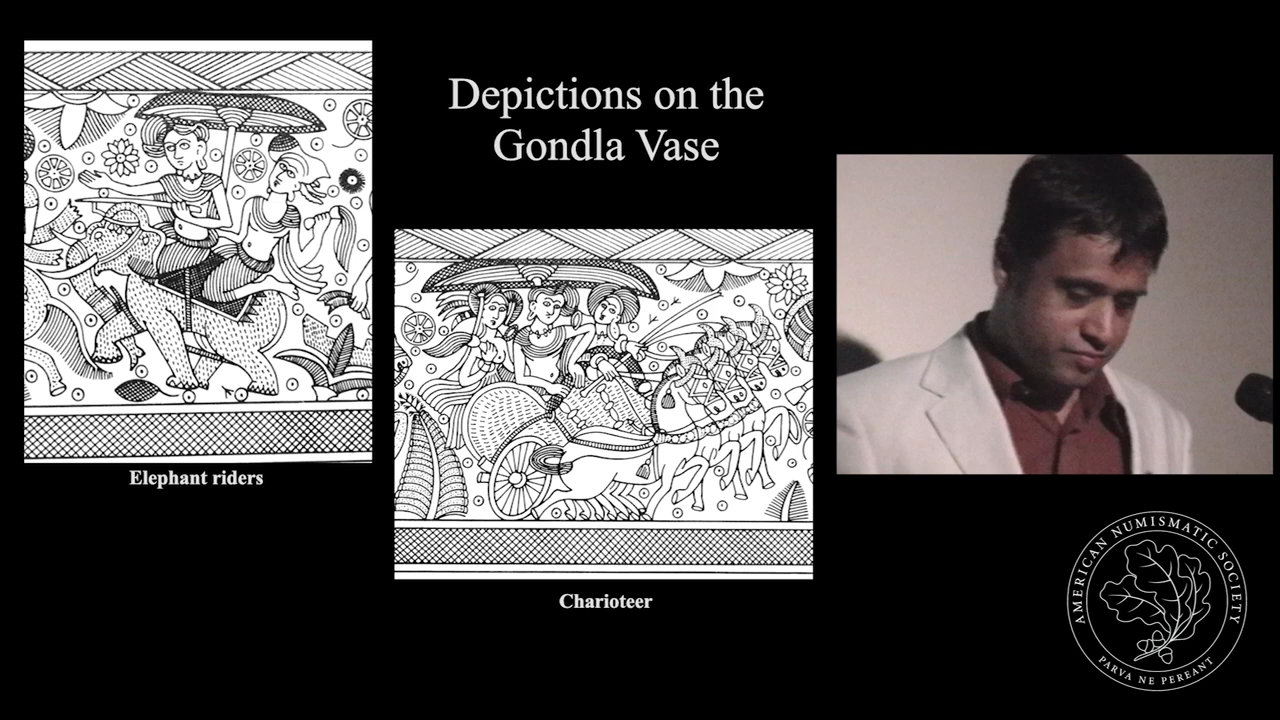 Depictions on the
Gondla Vase
Elephant riders
Charioteer
AMERICAN NUMISMATIC SOCIETY
PARVA NE PEREANT